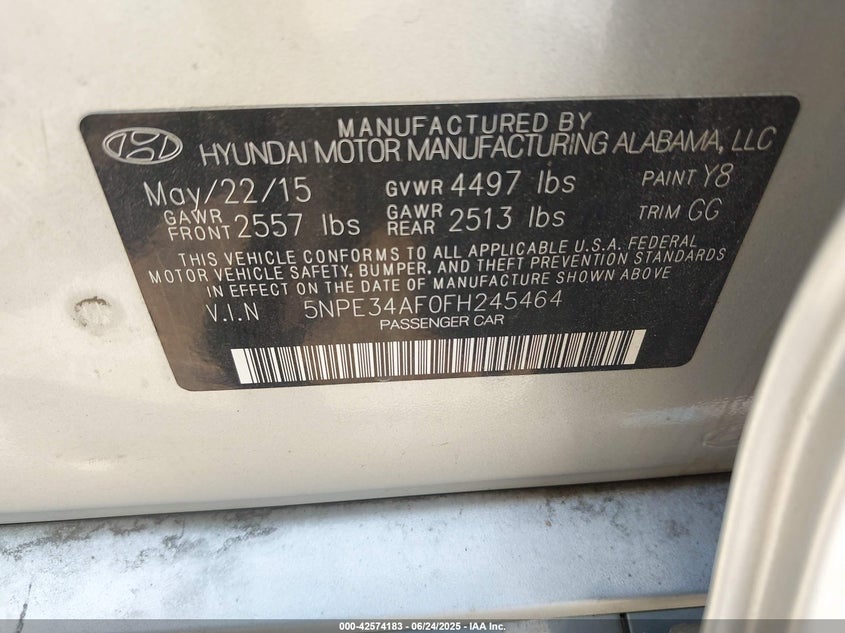 MANUFACTURED BY
HYUNDAI MOTOR MANUFACTURING ALABAMA, LLC
May/22/15 GVWR 4497 lbs PAINT Y8
GAWR FRONT 2557 lbs GAWR REAR 2513 lbs TRIM GG
THIS VEHICLE CONFORMS TO ALL APPLICABLE U.S.A. FEDERAL
MOTOR VEHICLE SAFETY, BUMPER, AND THEFT PREVENTION STANDARDS
IN EFFECT ON THE DATE OF MANUFACTURE SHOWN ABOVE
V.I.N 5NPE34AF0FH245464
PASSENGER CAR
000-42574183 - 06/24/2025 - IAA Inc.